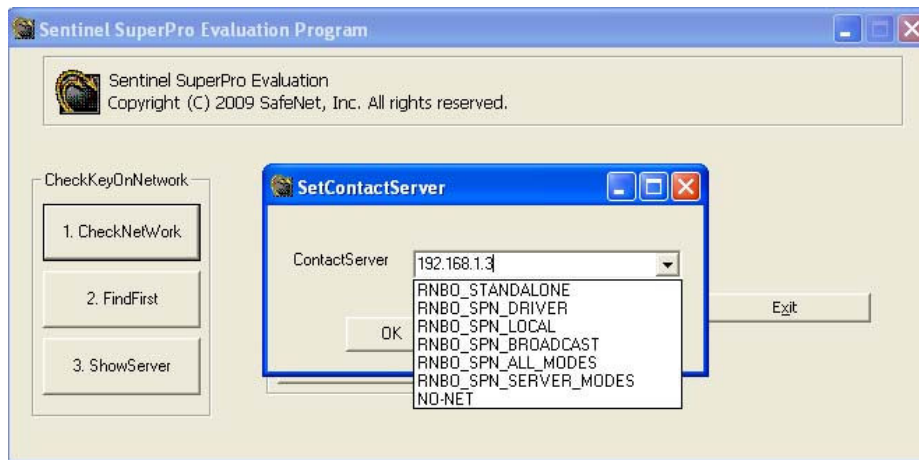 Sentinel SuperPro Evaluation Program
Sentinel SuperPro Evaluation
Copyright (C) 2009 SafeNet, Inc. All rights reserved.
CheckKeyOnNetwork
1. CheckNetWork
2. FindFirst
3. ShowServer
SetContactServer
ContactServer
192.168.1.3
RNBO_STANDALONE
RNBO_SPN_DRIVER
RNBO_SPN_LOCAL
RNBO_SPN_BROADCAST
RNBO_SPN_ALL_MODES
RNBO_SPN_SERVER_MODES
NO-NET
OK
Exit